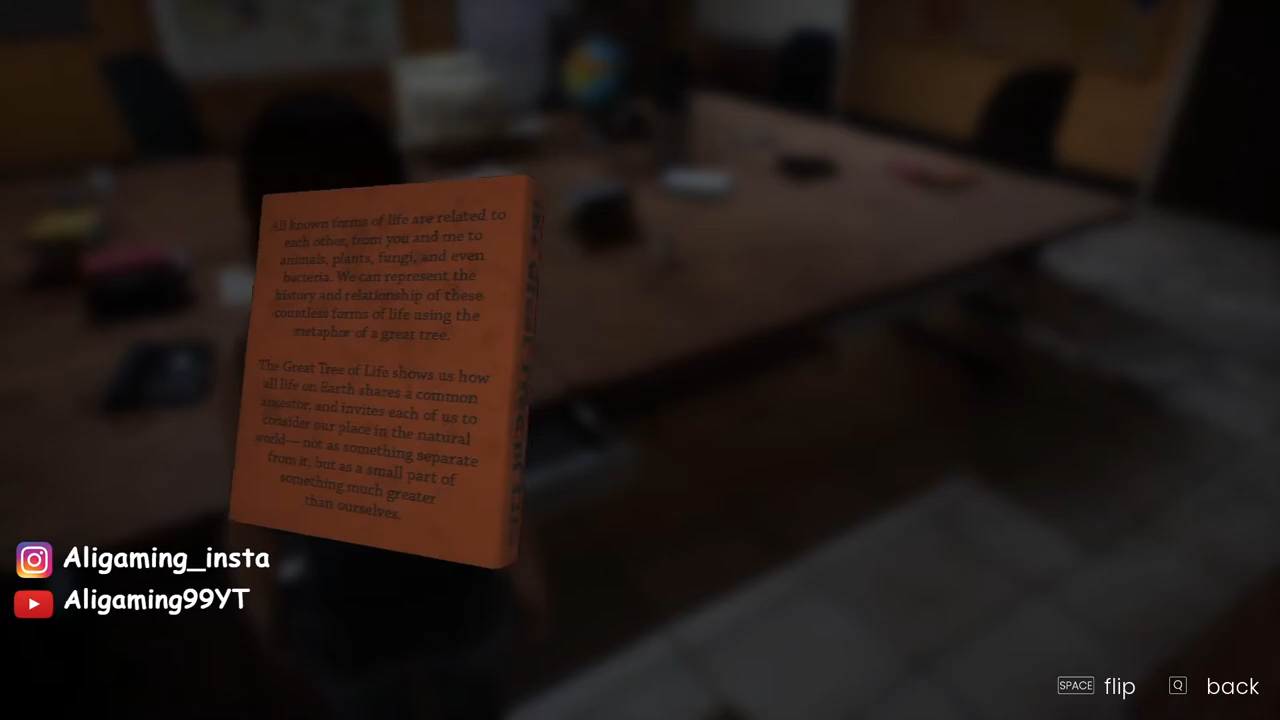 All known forms of life are related to
each other, from you and me to
animals, plants, fungi, and even
bacteria. We can represent the
history and relationship of these
countless forms of life using the
metaphor of a great tree.
The Great Tree of Life shows us how
all life on Earth shares a common
ancestor, and invites each of us to
consider our place in the natural
world— not as something separate
from it, but as a small part of
something much greater
than ourselves.
Aligaming_insta
Aligaming99YT
SPACE flip Q back